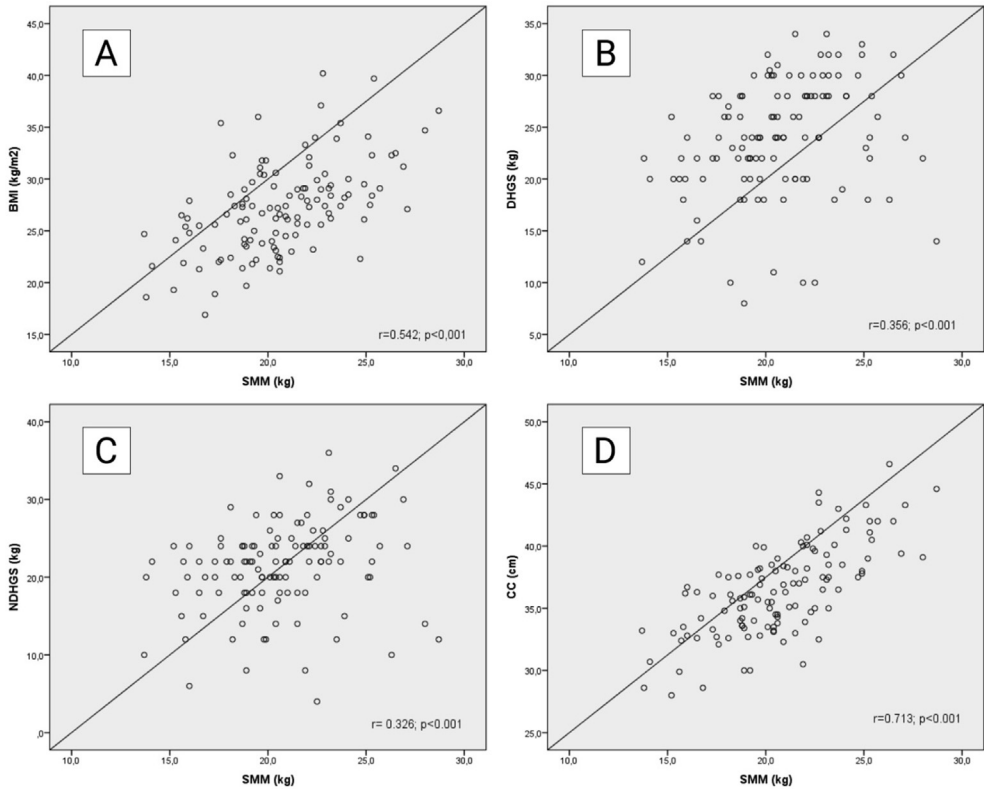 A
BMI (kg/m2)
45,0
40,0
35,0
30,0
25,0
20,0
15,0
r=0.542; p<0,001
10,0 15,0 20,0 25,0 30,0
SMM (kg)
B
DHGS (kg)
35,0
30,0
25,0
20,0
15,0
10,0
5,0
r=0.356; p<0.001
10,0 15,0 20,0 25,0 30,0
SMM (kg)
C
NDHGS (kg)
40,0
30,0
20,0
10,0
,0
r= 0.326; p<0.001
10,0 15,0 20,0 25,0 30,0
SMM (kg)
D
CC (cm)
50,0
45,0
40,0
35,0
30,0
25,0
r=0.713; p<0.001
10,0 15,0 20,0 25,0 30,0
SMM (kg)